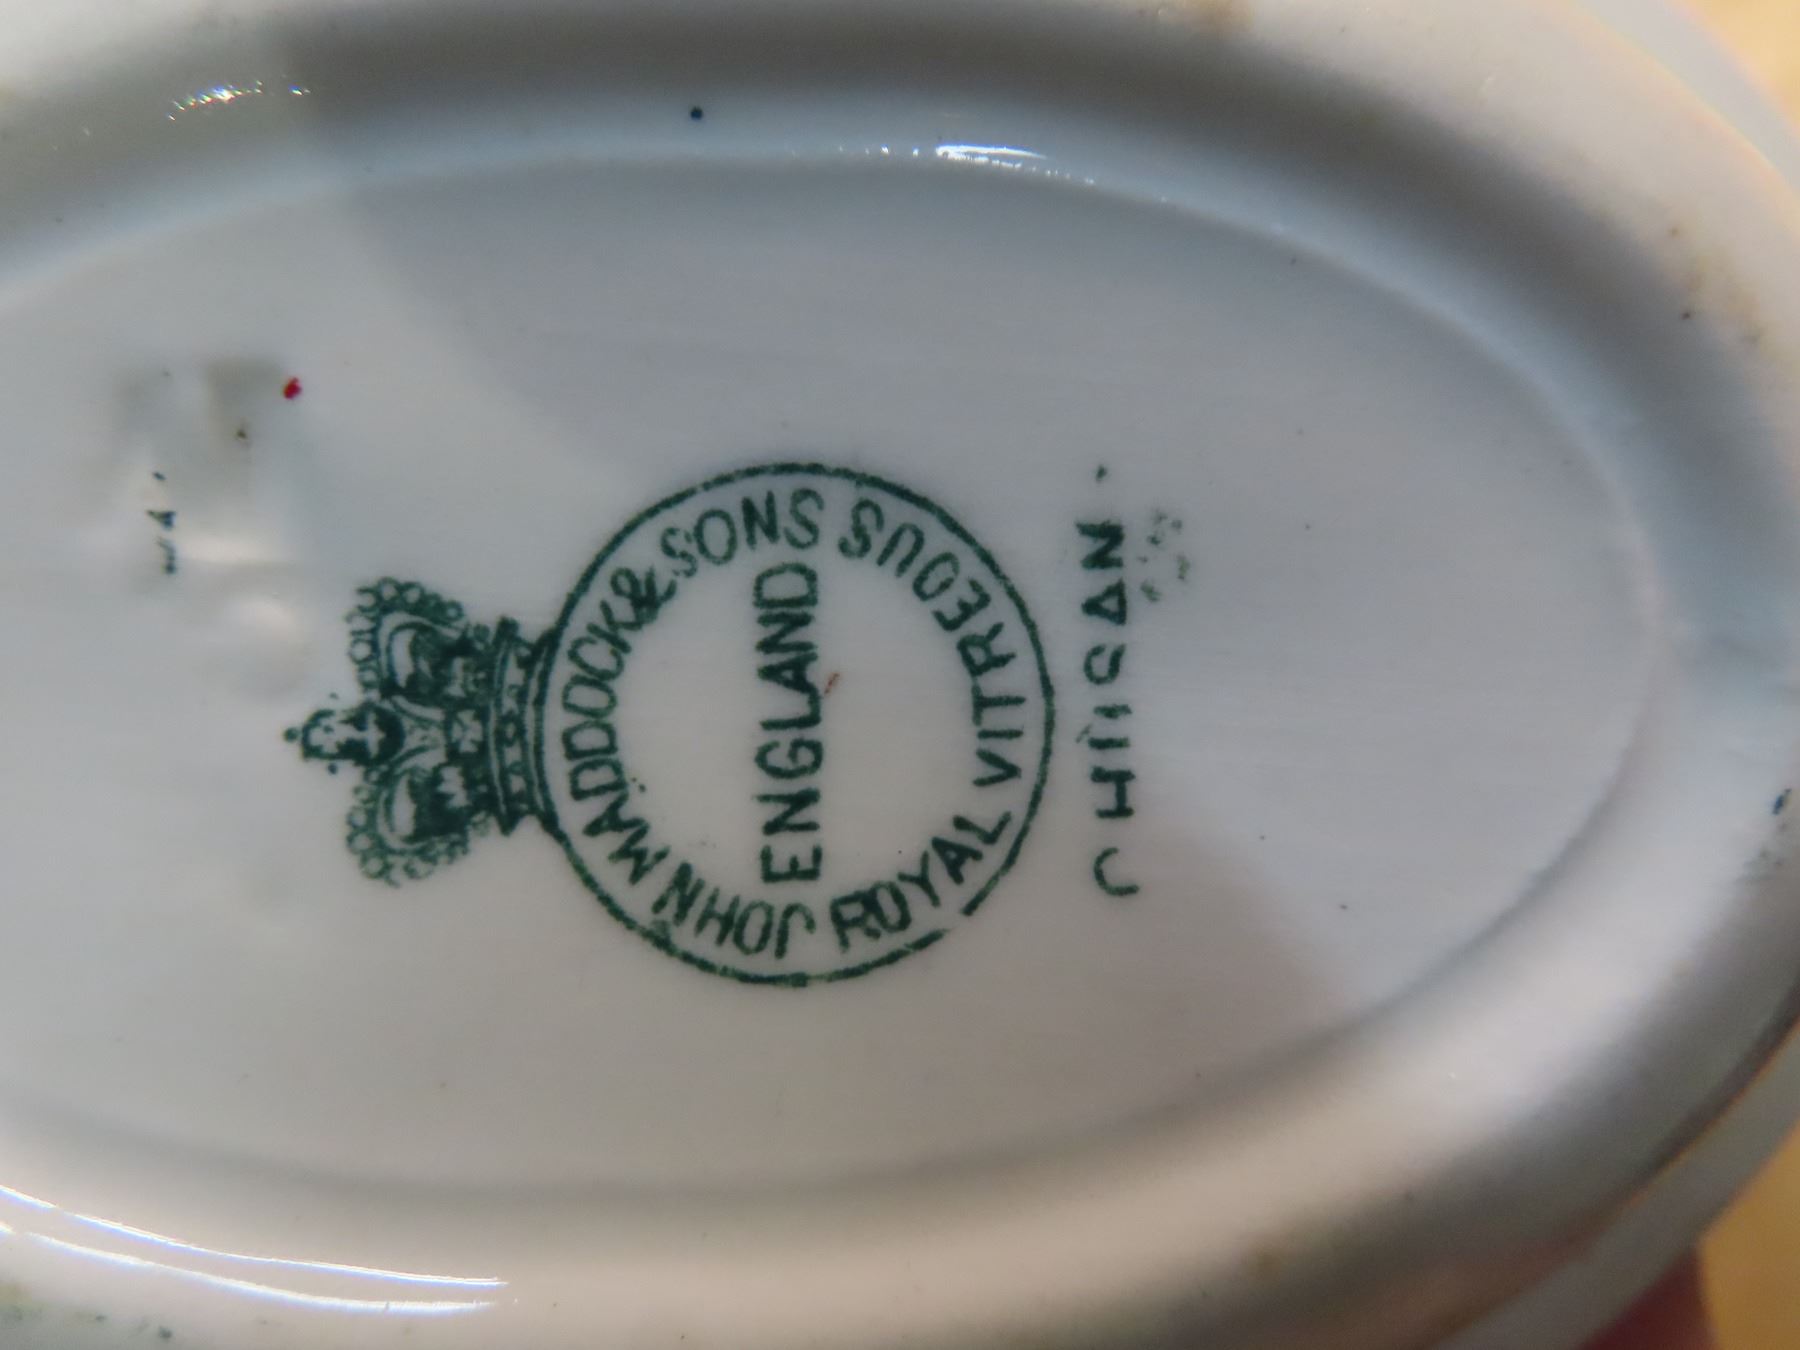 JOHN MADDOCK & SONS
ENGLAND
ROYAL VITREOUS